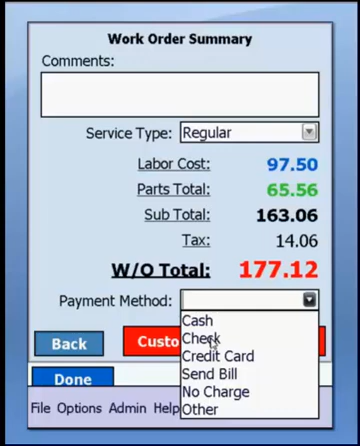 Work Order Summary
Comments:
Service Type: Regular
Labor Cost: 97.50
Parts Total: 65.56
Sub Total: 163.06
Tax: 14.06
W/O Total: 177.12
Payment Method:
Cash
Check
Credit Card
Send Bill
No Charge
Other
Back
Custo
Done
File Options Admin Help